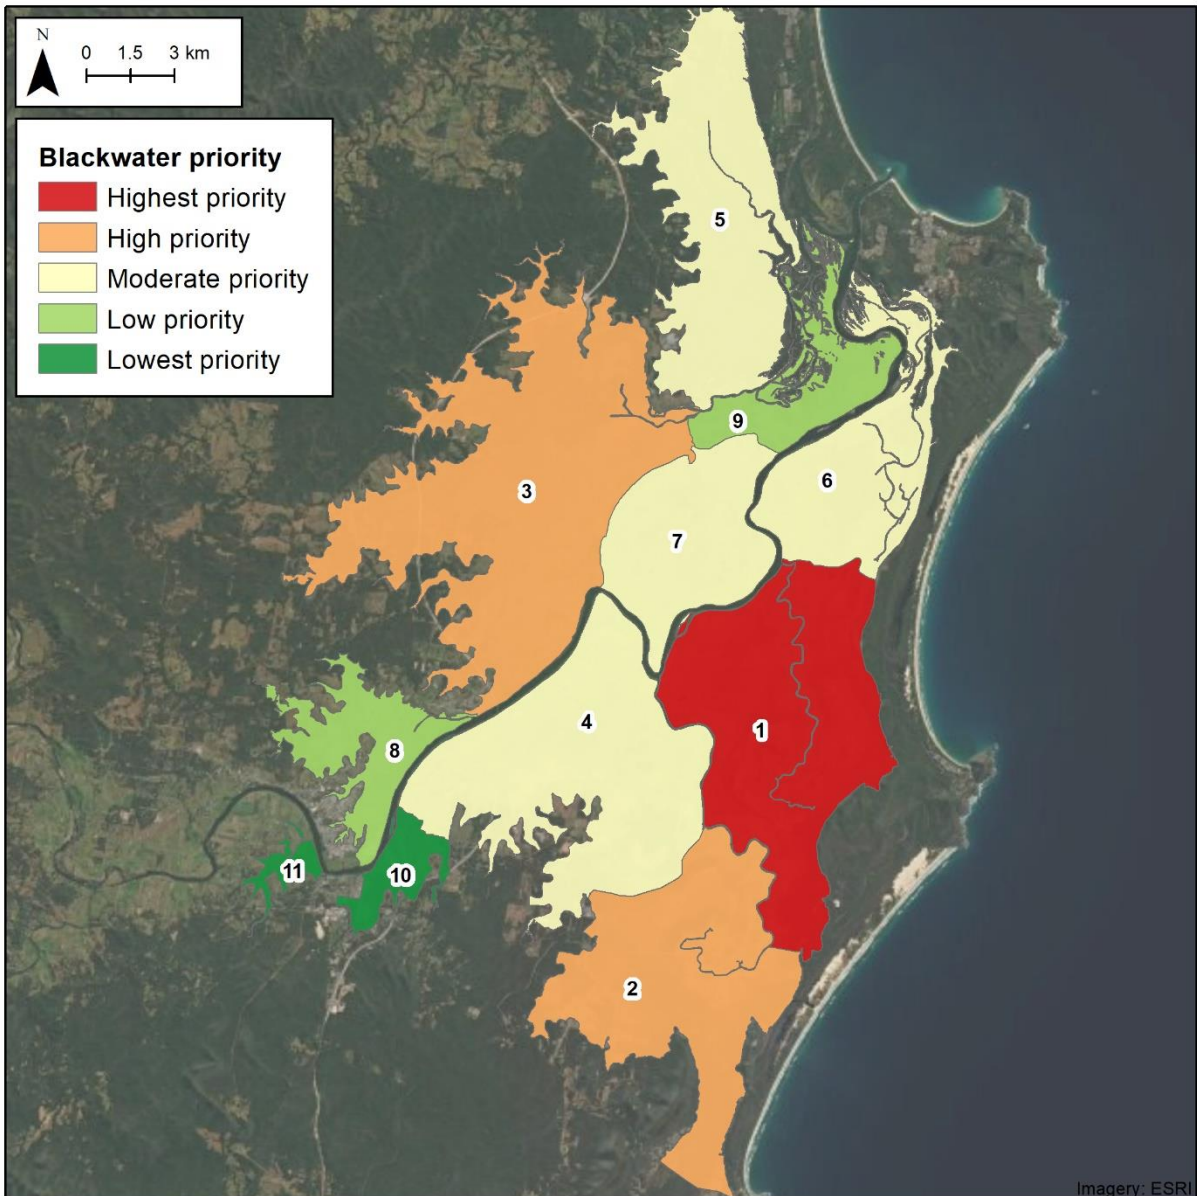 N
0 1.5 3 km
Blackwater priority
Highest priority
High priority
Moderate priority
Low priority
Lowest priority
5
9
3
6
7
4
1
8
11
10
2
Imagery: ESRI